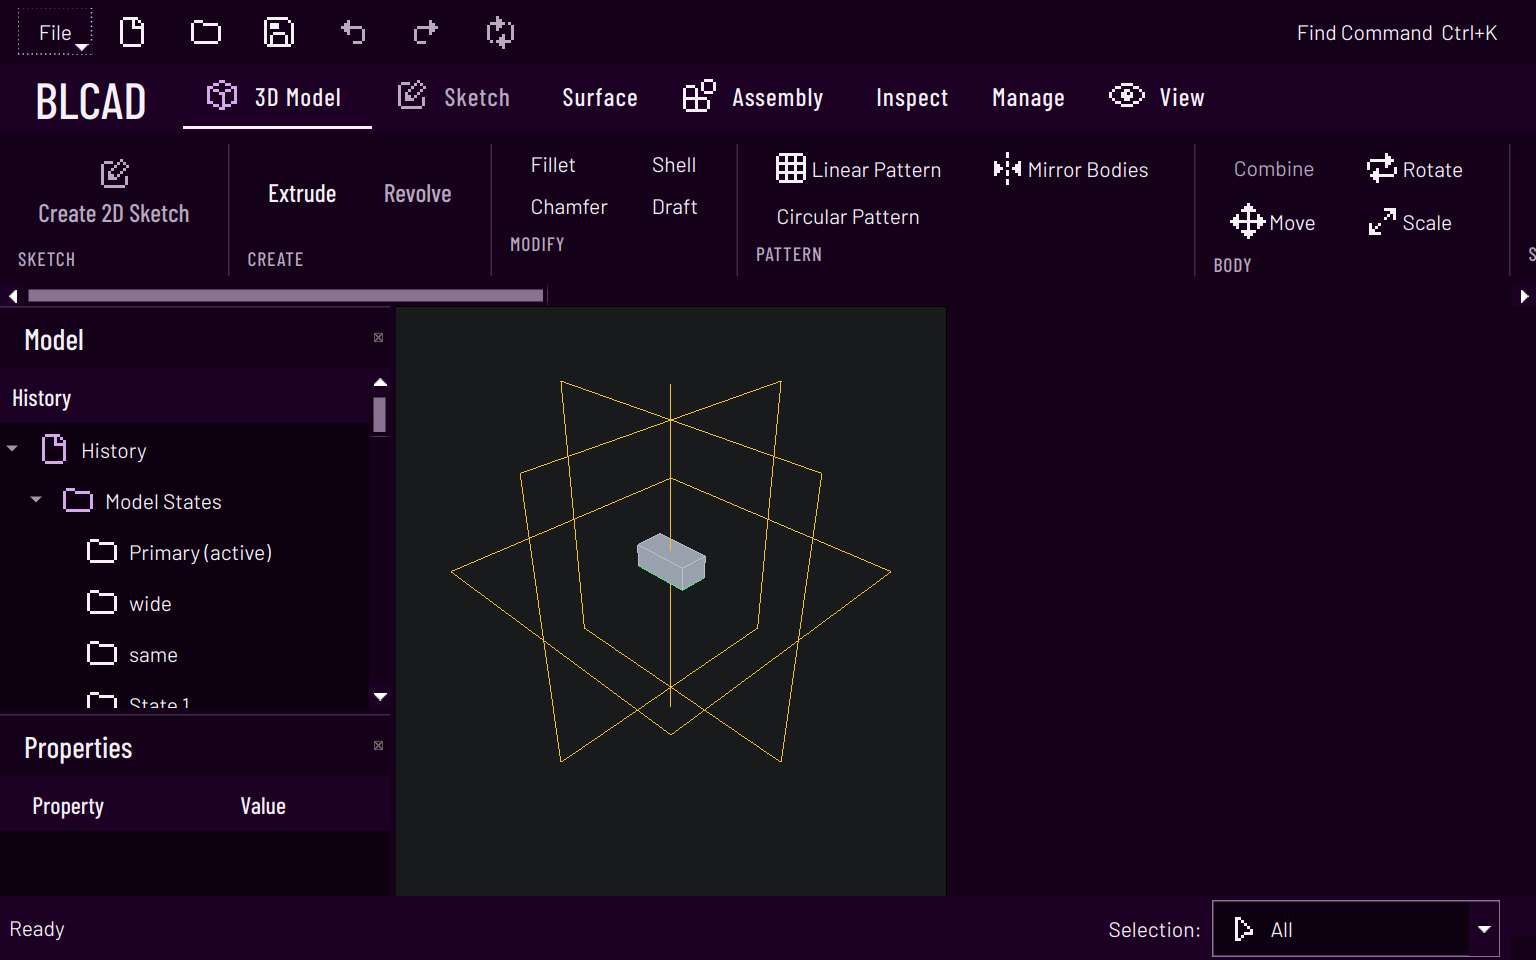 File
Find Command Ctrl+K
BLCAD
3D Model
Sketch
Surface
Assembly
Inspect
Manage
View
Create 2D Sketch
SKETCH
Extrude
Revolve
CREATE
Fillet
Shell
Chamfer
Draft
MODIFY
Linear Pattern
Mirror Bodies
Circular Pattern
PATTERN
Combine
Rotate
Move
Scale
BODY
Model
History
History
Model States
Primary (active)
wide
same
State 1
Properties
Property Value
Ready
Selection: All